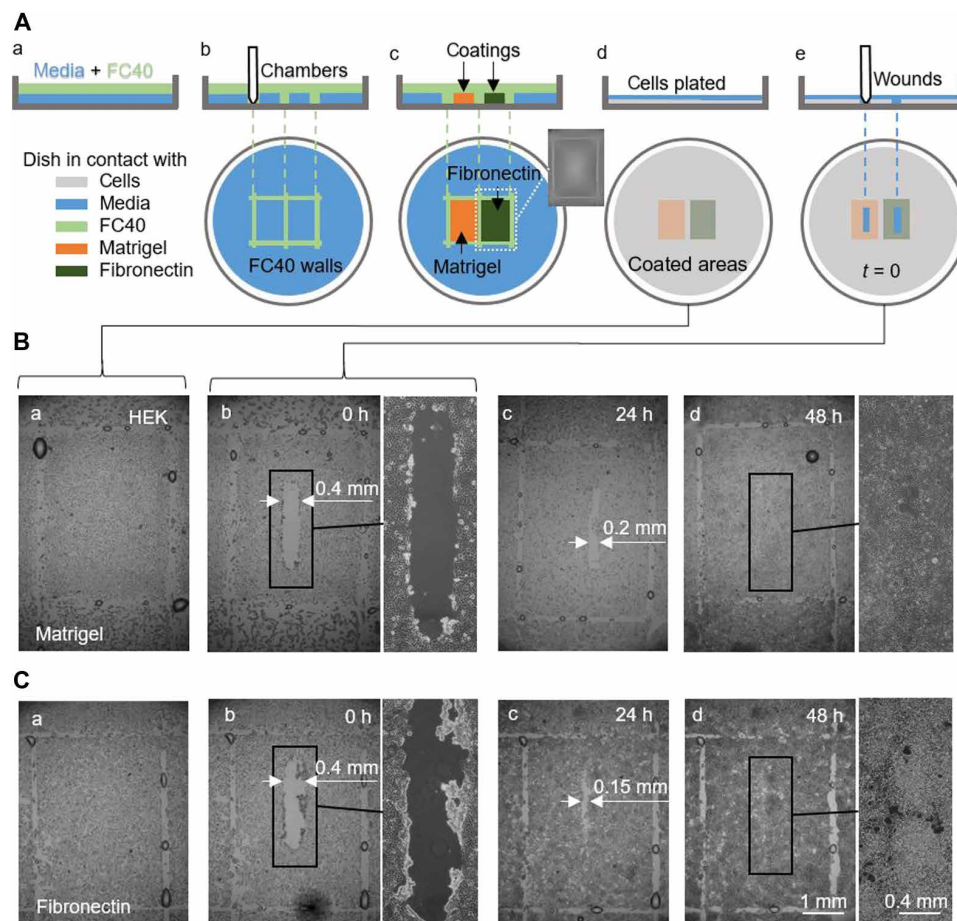 A
a
Media + FC40
b
Chambers
c
Coatings
d
Cells plated
e
Wounds
Dish in contact with
Cells
Media
FC40
Matrigel
Fibronectin
FC40 walls
Fibronectin
Matrigel
Coated areas
t = 0
B
a
HEK
Matrigel
b
0 h
0.4 mm
c
24 h
0.2 mm
d
48 h
C
a
Fibronectin
b
0 h
0.4 mm
c
24 h
0.15 mm
d
48 h
1 mm
0.4 mm